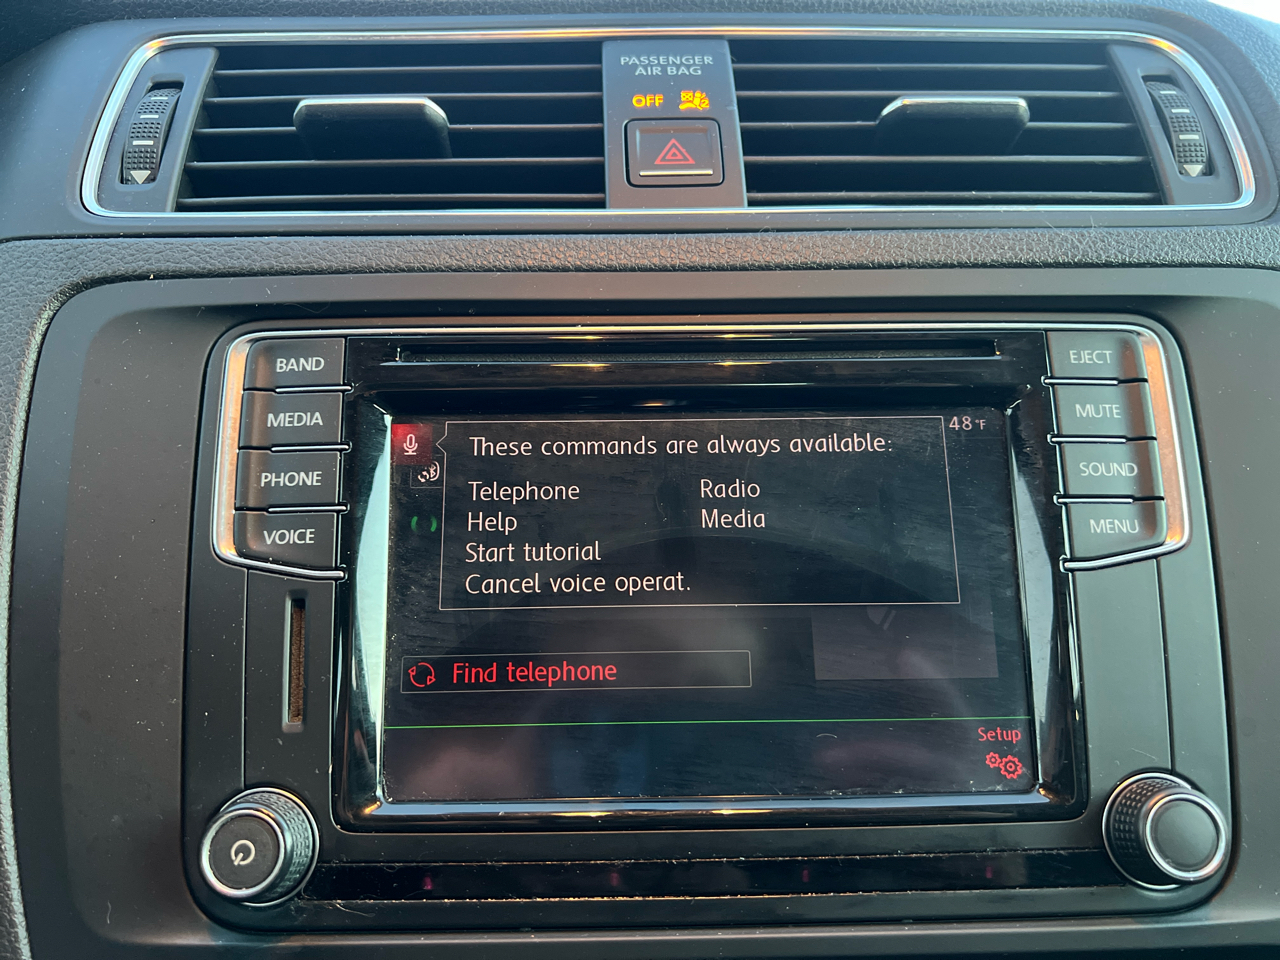 PASSENGER
AIR BAG
OFF
BAND
MEDIA
PHONE
VOICE
EJECT
MUTE
SOUND
MENU
48°F
These commands are always available:
Telephone
Radio
Help
Media
Start tutorial
Cancel voice operat.
Find telephone
Setup